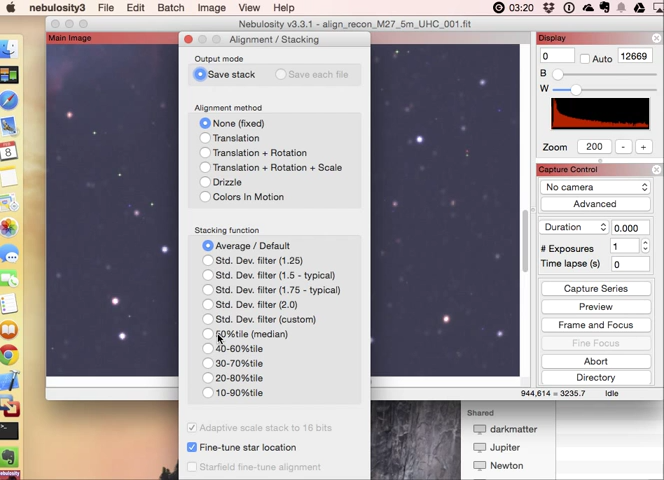 nebulosity3 File Edit Batch Image View Help 03:20
Nebulosity v3.3.1 - align_recon_M27_5m_UHC_001.fit
Main Image
Alignment / Stacking
Output mode
Save stack Save each file
Alignment method
None (fixed)
Translation
Translation + Rotation
Translation + Rotation + Scale
Drizzle
Colors In Motion
Stacking function
Average / Default
Std. Dev. filter (1.25)
Std. Dev. filter (1.5 - typical)
Std. Dev. filter (1.75 - typical)
Std. Dev. filter (2.0)
Std. Dev. filter (custom)
50%tile (median)
40-60%tile
30-70%tile
20-80%tile
10-90%tile
Adaptive scale stack to 16 bits
Fine-tune star location
Starfield fine-tune alignment
Display
0 Auto 12669
B
W
Zoom 200 - +
Capture Control
No camera
Advanced
Duration 0.000
# Exposures 1
Time lapse (s) 0
Capture Series
Preview
Frame and Focus
Fine Focus
Abort
Directory
944,614 = 3235.7 Idle
Shared
darkmatter
Jupiter
Newton
FEB
8